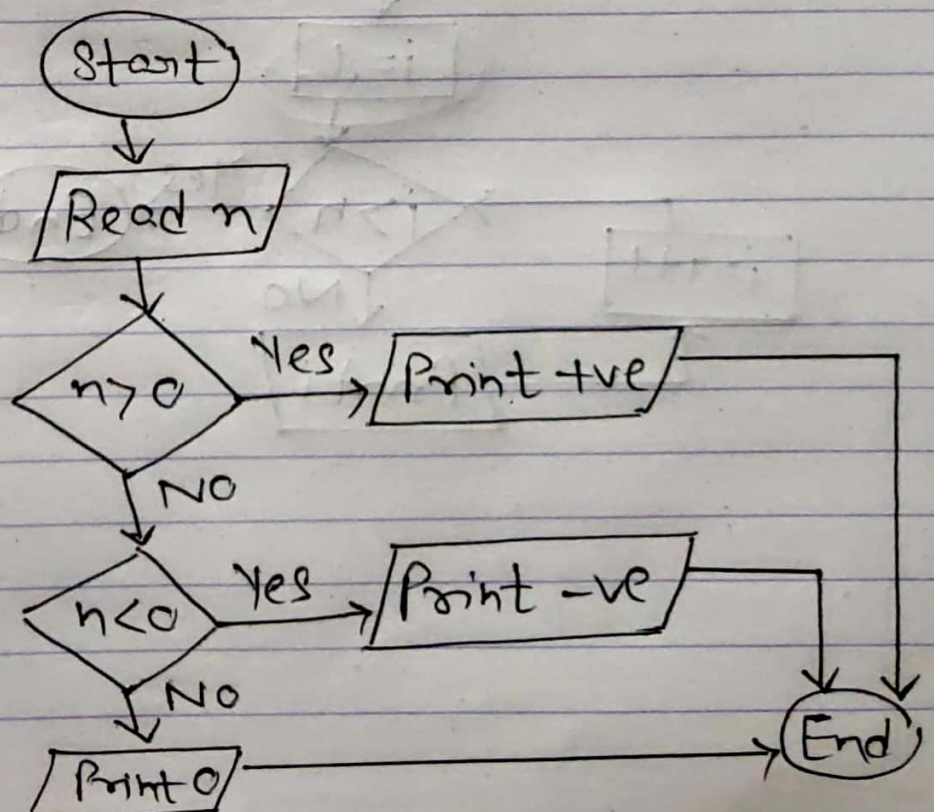 Start
Read n
n>0
Yes
Print +ve
NO
n<0
Yes
Print -ve
NO
Print 0
End